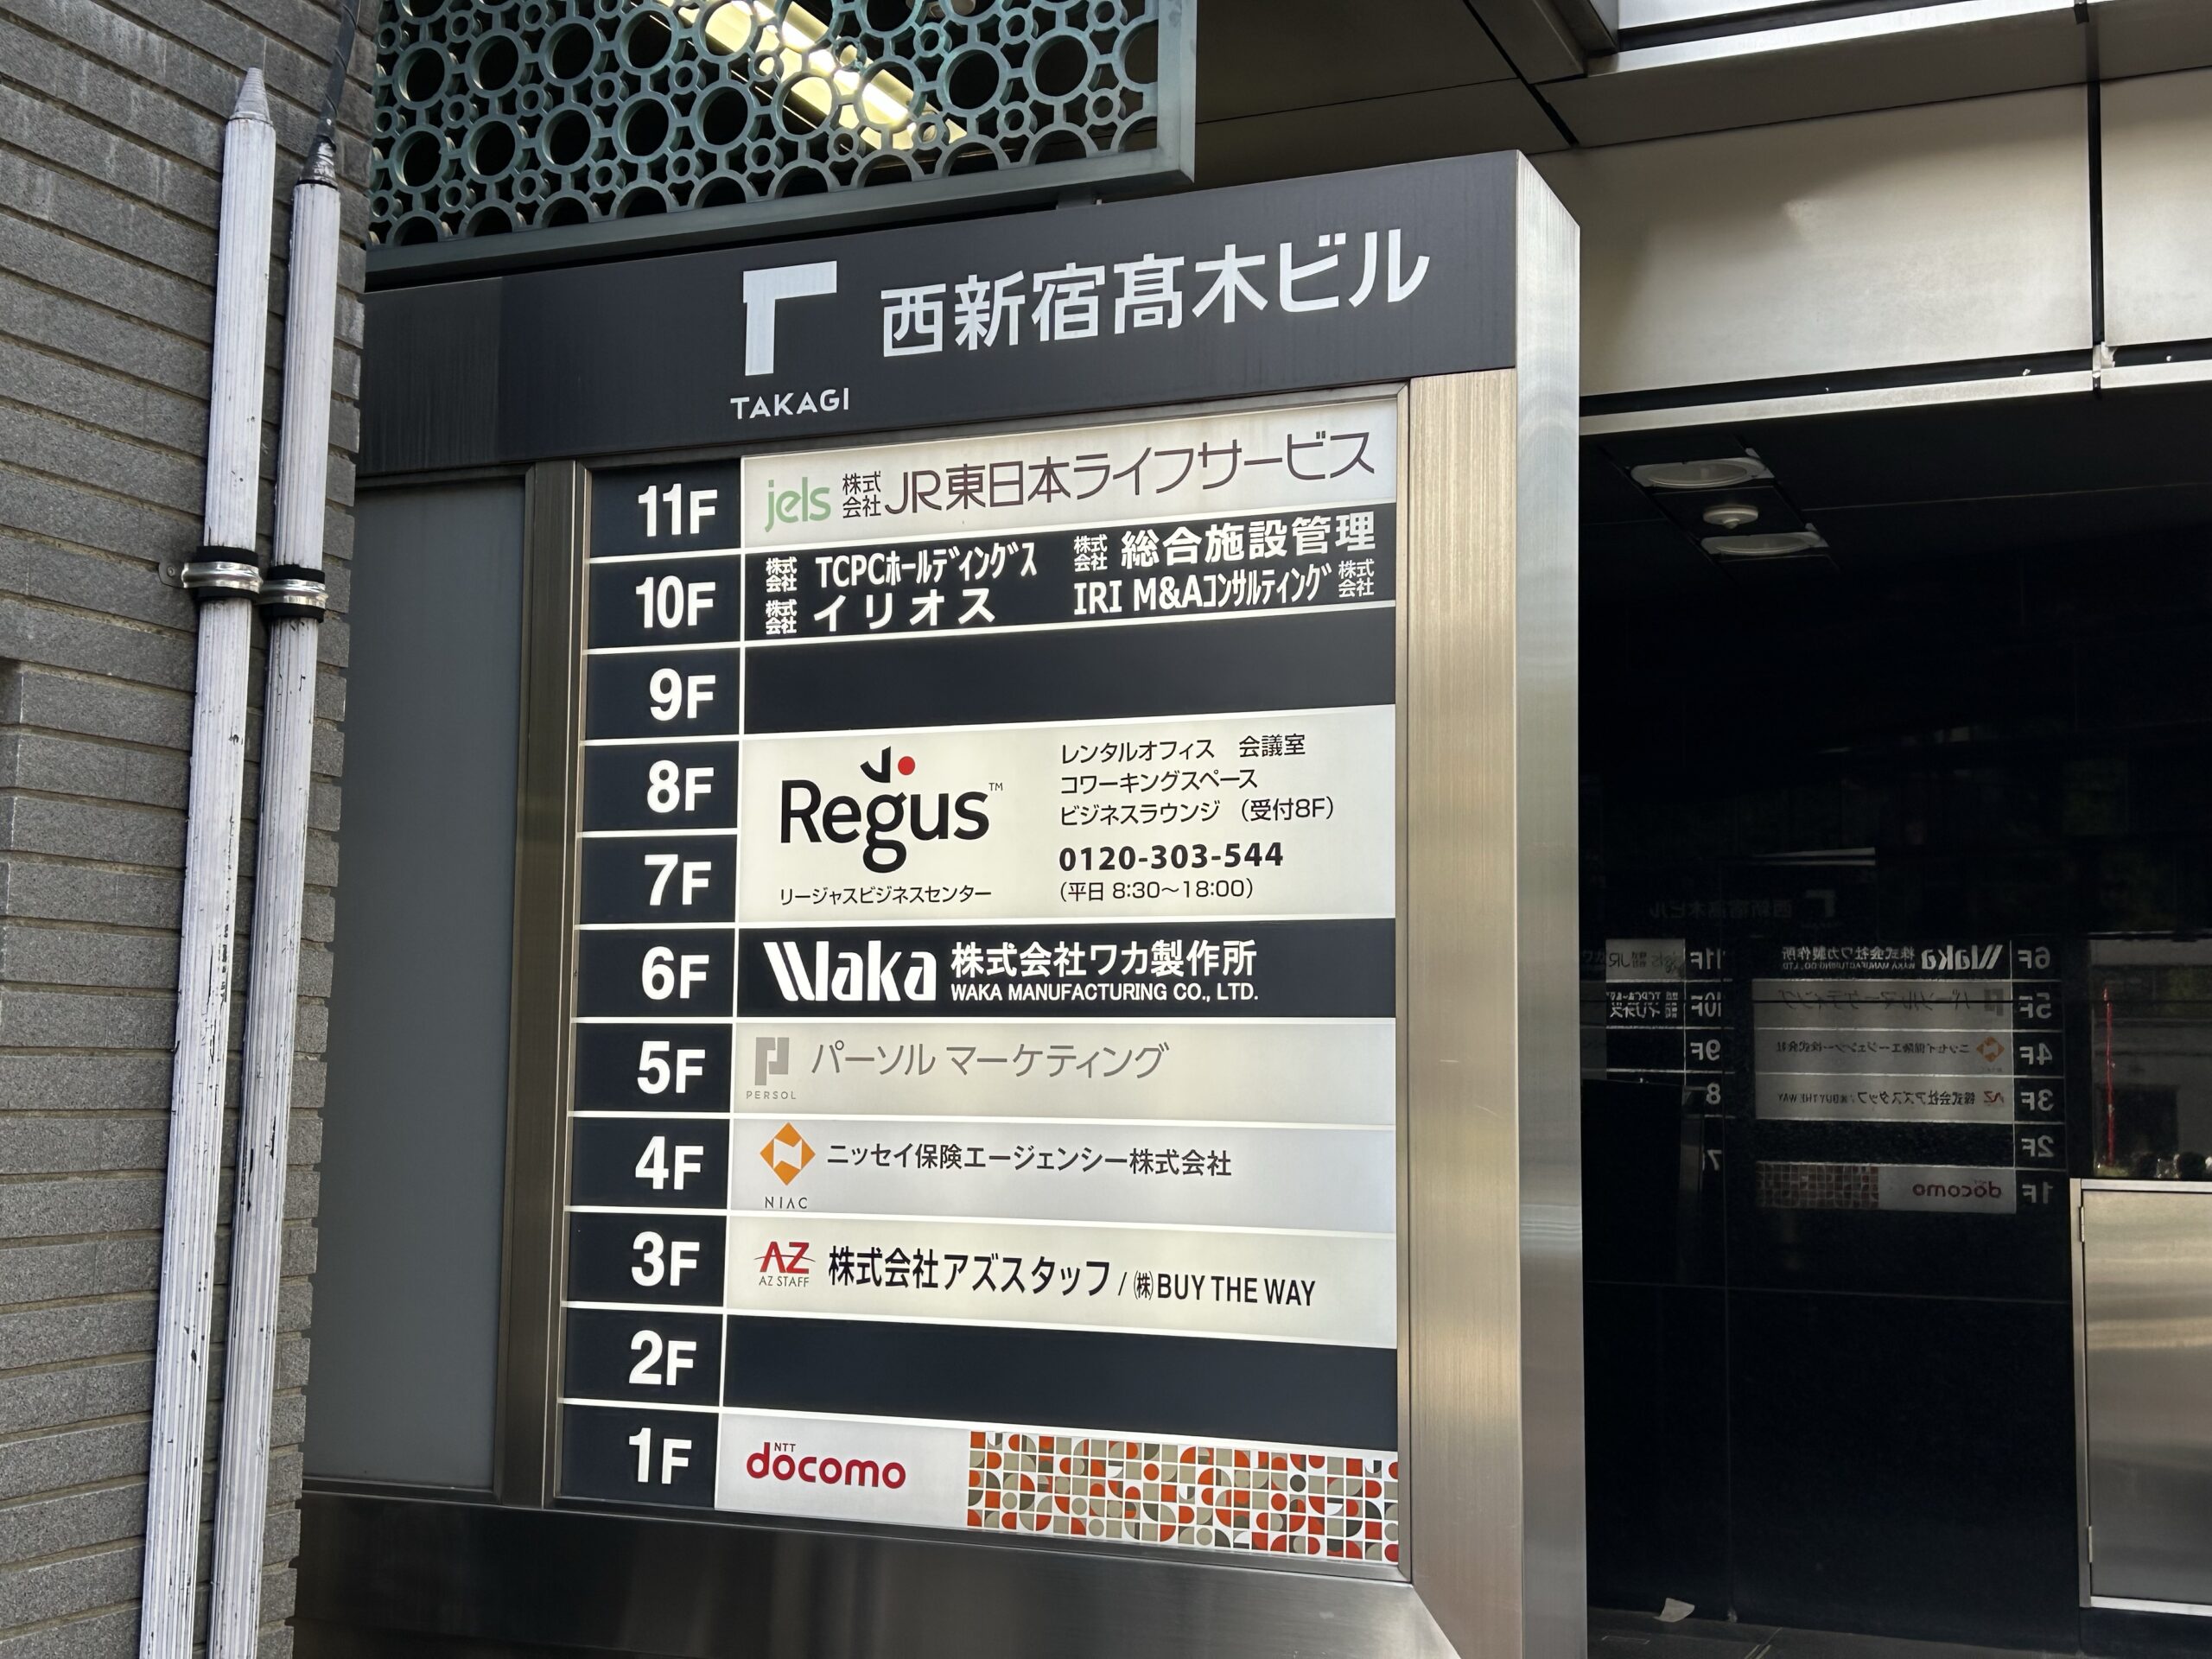 西新宿髙木ビル
TAKAGI
11F
jels 株式会社 JR東日本ライフサービス
10F
株式会社 TCPCホールディングス 株式会社 総合施設管理
株式会社 イリオス IRI M&Aコンサルティング 株式会社
9F
8F
7F
Regus™
リージャスビジネスセンター
レンタルオフィス 会議室
コワーキングスペース
ビジネスラウンジ (受付8F)
0120-303-544
(平日 8:30〜18:00)
6F
Waka 株式会社ワカ製作所
WAKA MANUFACTURING CO., LTD.
5F
PERSOL パーソル マーケティング
4F
NIAC ニッセイ保険エージェンシー株式会社
3F
AZ AZ STAFF 株式会社アズスタッフ / ㈱BUY THE WAY
2F
1F
NTT docomo